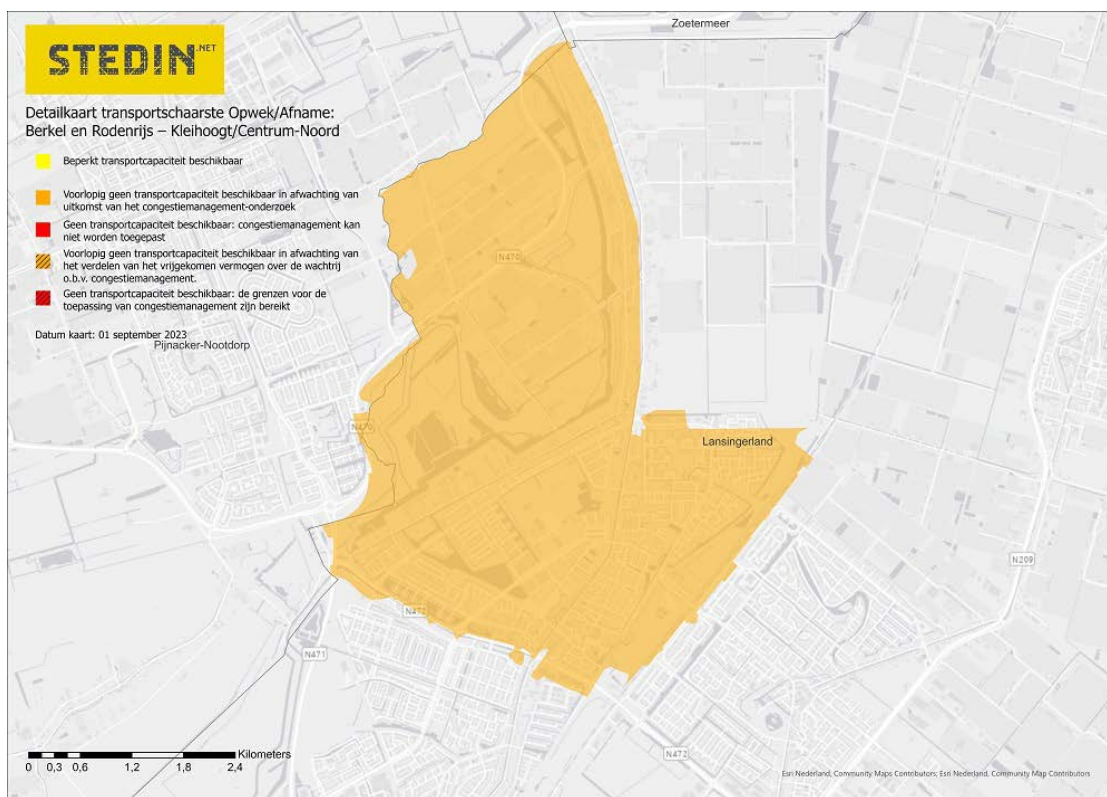 STEDIN.NET
Zoetermeer
Detailkaart transportschaarste Opwek/Afname:
Berkel en Rodenrijs – Kleihoogt/Centrum-Noord
Beperkt transportcapaciteit beschikbaar
Voorlopig geen transportcapaciteit beschikbaar in afwachting van
uitkomst van het congestiemanagement-onderzoek
Geen transportcapaciteit beschikbaar: congestiemanagement kan
niet worden toegepast
Voorlopig geen transportcapaciteit beschikbaar in afwachting van
het verdelen van het vrijgekomen vermogen over de wachtrij
o.b.v. congestiemanagement.
Geen transportcapaciteit beschikbaar: de grenzen voor de
toepassing van congestiemanagement zijn bereikt
Datum kaart: 01 september 2023
Pijnacker-Nootdorp
N470
N470
Lansingerland
N209
N472
N471
N472
Kilometers
0 0,3 0,6 1,2 1,8 2,4
Esri Nederland, Community Maps Contributors; Esri Nederland, Community Map Contributors